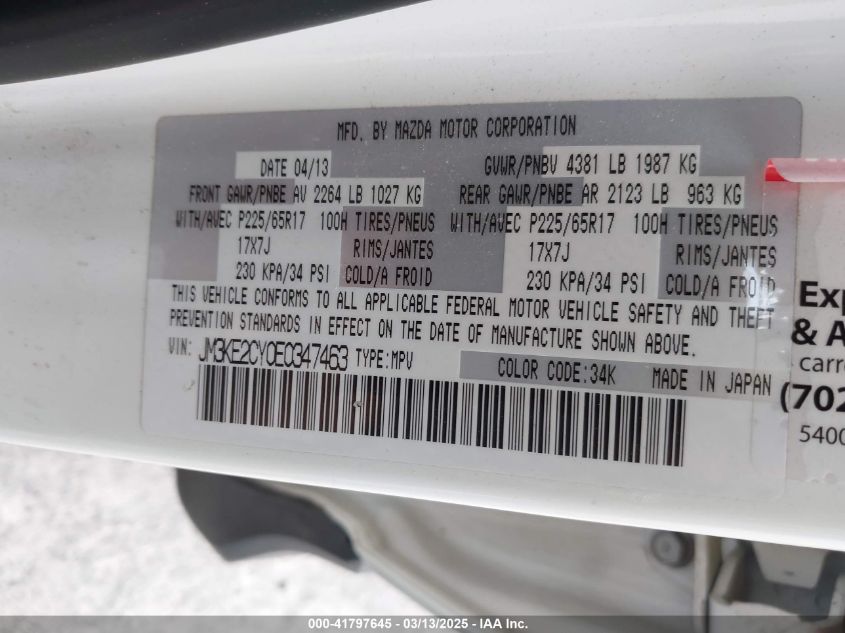 MFD. BY MAZDA MOTOR CORPORATION
DATE 04/13 GVWR/PNBV 4381 LB 1987 KG
FRONT GAWR/PNBE AV 2264 LB 1027 KG REAR GAWR/PNBE AR 2123 LB 963 KG
WITH/AVEC P225/65R17 100H TIRES/PNEUS WITH/AVEC P225/65R17 100H TIRES/PNEUS
17X7J RIMS/JANTES 17X7J RIMS/JANTES
230 KPA/34 PSI COLD/A FROID 230 KPA/34 PSI COLD/A FROID
THIS VEHICLE CONFORMS TO ALL APPLICABLE FEDERAL MOTOR VEHICLE SAFETY AND THEFT
PREVENTION STANDARDS IN EFFECT ON THE DATE OF MANUFACTURE SHOWN ABOVE.
VIN: JM3KE2CY0E0347463 TYPE:MPV COLOR CODE:34K MADE IN JAPAN
Exp
& A
carre
(702
5400
000-41797645 / 03/13/2025 - IAA Inc.